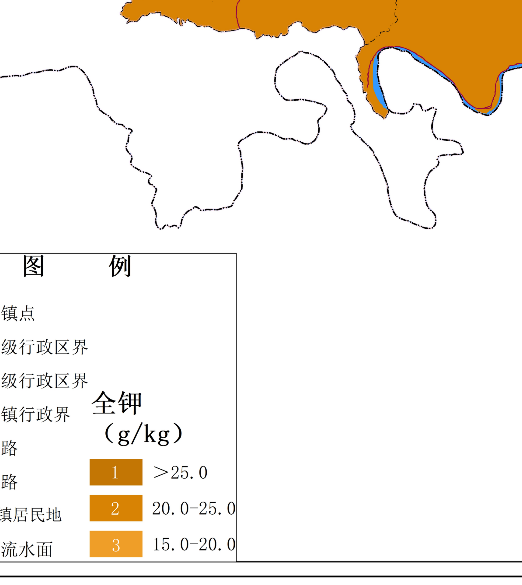 图 例
镇点
级行政区界
级行政区界
镇行政界
路
路
镇居民地
流水面
全钾
（g/kg）
1 ＞25.0
2 20.0-25.0
3 15.0-20.0